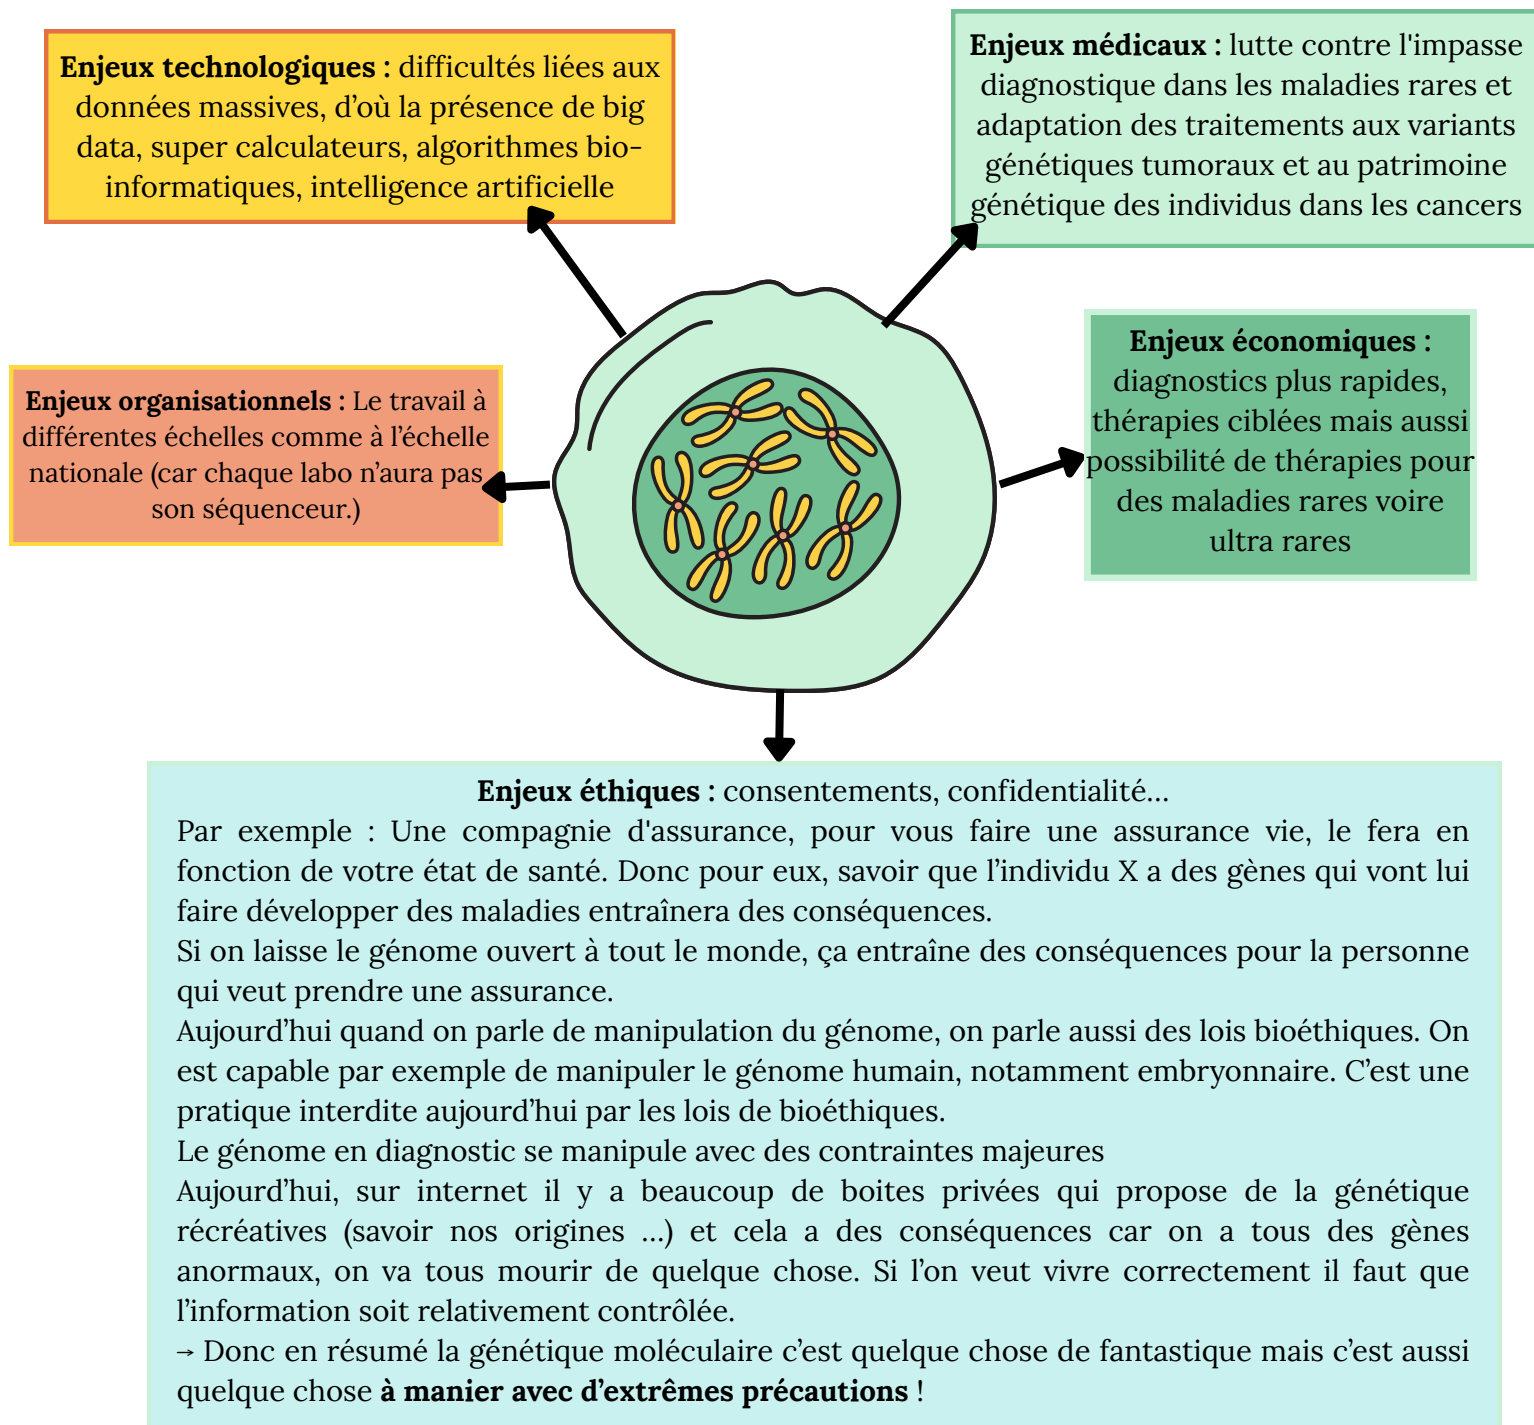 Enjeux technologiques : difficultés liées aux
données massives, d’où la présence de big
data, super calculateurs, algorithmes bio-
informatiques, intelligence artificielle
Enjeux médicaux : lutte contre l'impasse
diagnostique dans les maladies rares et
adaptation des traitements aux variants
génétiques tumoraux et au patrimoine
génétique des individus dans les cancers
Enjeux organisationnels : Le travail à
différentes échelles comme à l’échelle
nationale (car chaque labo n’aura pas
son séquenceur.)
Enjeux économiques :
diagnostics plus rapides,
thérapies ciblées mais aussi
possibilité de thérapies pour
des maladies rares voire
ultra rares
Enjeux éthiques : consentements, confidentialité…
Par exemple : Une compagnie d'assurance, pour vous faire une assurance vie, le fera en
fonction de votre état de santé. Donc pour eux, savoir que l’individu X a des gènes qui vont lui
faire développer des maladies entraînera des conséquences.
Si on laisse le génome ouvert à tout le monde, ça entraîne des conséquences pour la personne
qui veut prendre une assurance.
Aujourd’hui quand on parle de manipulation du génome, on parle aussi des lois bioéthiques. On
est capable par exemple de manipuler le génome humain, notamment embryonnaire. C’est une
pratique interdite aujourd’hui par les lois de bioéthiques.
Le génome en diagnostic se manipule avec des contraintes majeures
Aujourd’hui, sur internet il y a beaucoup de boites privées qui propose de la génétique
récréatives (savoir nos origines …) et cela a des conséquences car on a tous des gènes
anormaux, on va tous mourir de quelque chose. Si l’on veut vivre correctement il faut que
l’information soit relativement contrôlée.
→ Donc en résumé la génétique moléculaire c’est quelque chose de fantastique mais c’est aussi
quelque chose à manier avec d’extrêmes précautions !